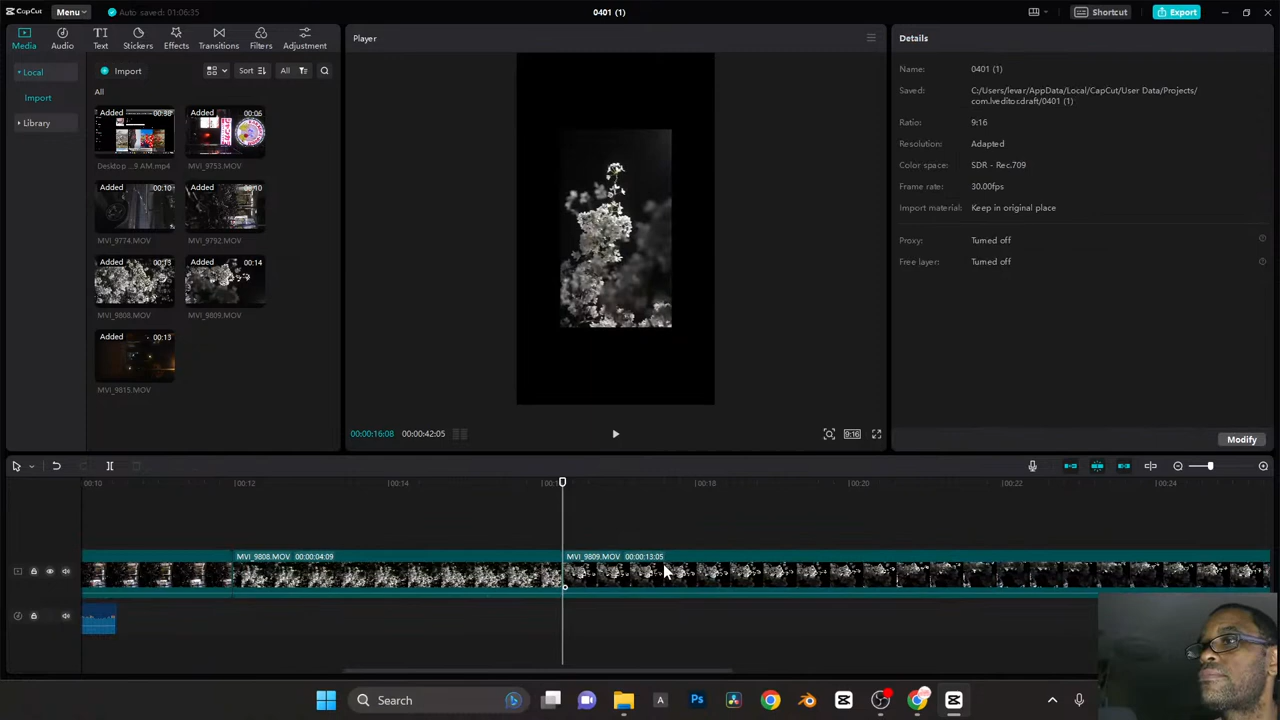 CapCut Menu Auto saved: 01:06:35 0401 (1) Shortcut Export
Media Audio Text Stickers Effects Transitions Filters Adjustment
Player
Details
Local
Import
Library
Import Sort All
All
Added 00:38
Added 00:06
Desktop ...9 AM.mp4 MVI_9753.MOV
Added 00:10
Added 00:10
MVI_9774.MOV MVI_9792.MOV
Added 00:13
Added 00:14
MVI_9808.MOV MVI_9809.MOV
Added 00:13
MVI_9815.MOV
00:00:16:08 00:00:42:05 9:16
Name: 0401 (1)
Saved: C:/Users/levar/AppData/Local/CapCut/User Data/Projects/
com.lveditor.draft/0401 (1)
Ratio: 9:16
Resolution: Adapted
Color space: SDR - Rec.709
Frame rate: 30.00fps
Import material: Keep in original place
Proxy: Turned off
Free layer: Turned off
Modify
00:10 00:12 00:14 00:18 00:20 00:22 00:24
MVI_9808.MOV 00:00:04:09 MVI_9809.MOV 00:00:13:05
Search A Ps